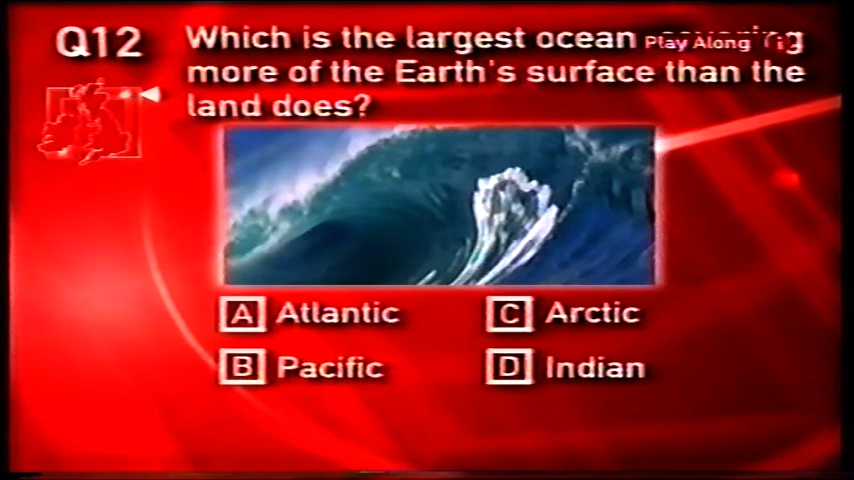 Q12
Which is the largest ocean
Play Along
more of the Earth's surface than the
land does?
A Atlantic
C Arctic
B Pacific
D Indian